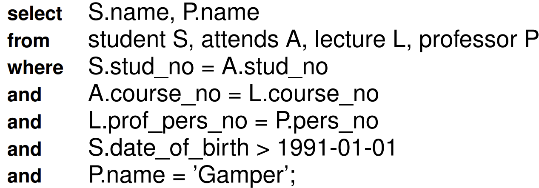 select S.name, P.name
from student S, attends A, lecture L, professor P
where S.stud_no = A.stud_no
and A.course_no = L.course_no
and L.prof_pers_no = P.pers_no
and S.date_of_birth > 1991-01-01
and P.name = ’Gamper’;